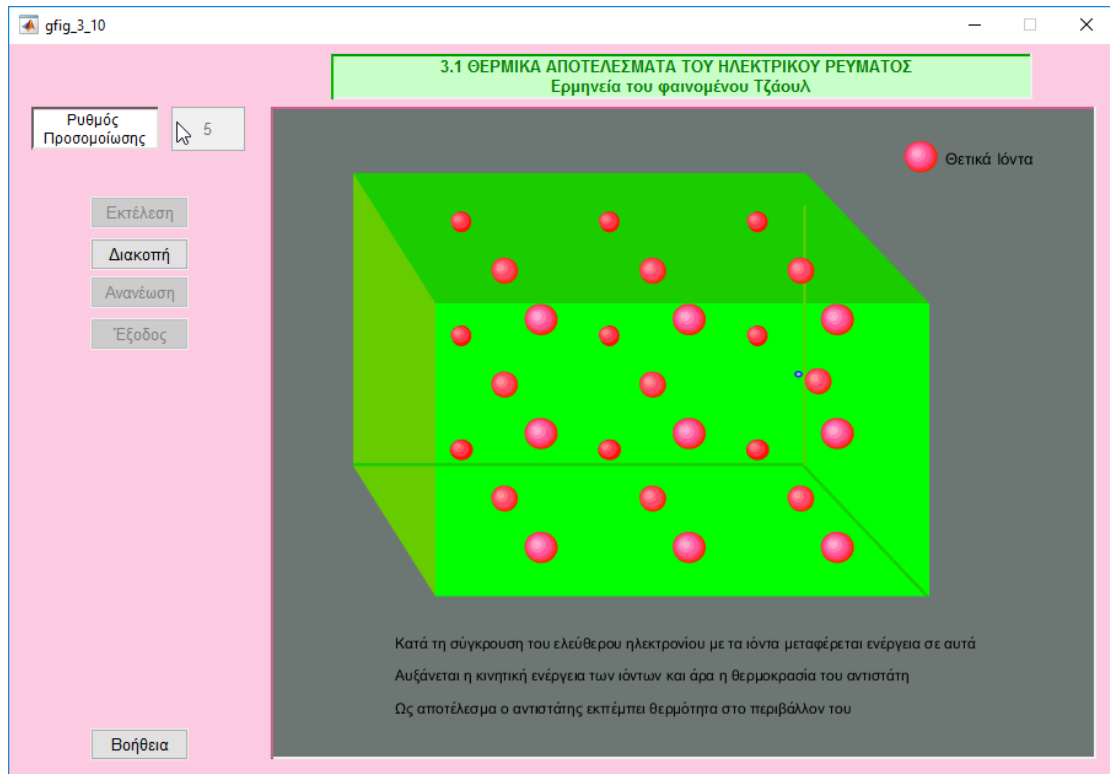 gfig_3_10
3.1 ΘΕΡΜΙΚΑ ΑΠΟΤΕΛΕΣΜΑΤΑ ΤΟΥ ΗΛΕΚΤΡΙΚΟΥ ΡΕΥΜΑΤΟΣ
Ερμηνεία του φαινομένου Τζάουλ
Ρυθμός
Προσομοίωσης
5
Θετικά Ιόντα
Εκτέλεση
Διακοπή
Ανανέωση
Έξοδος
Κατά τη σύγκρουση του ελεύθερου ηλεκτρονίου με τα ιόντα μεταφέρεται ενέργεια σε αυτά
Αυξάνεται η κινητική ενέργεια των ιόντων και άρα η θερμοκρασία του αντιστάτη
Ως αποτέλεσμα ο αντιστάτης εκπέμπει θερμότητα στο περιβάλλον του
Βοήθεια